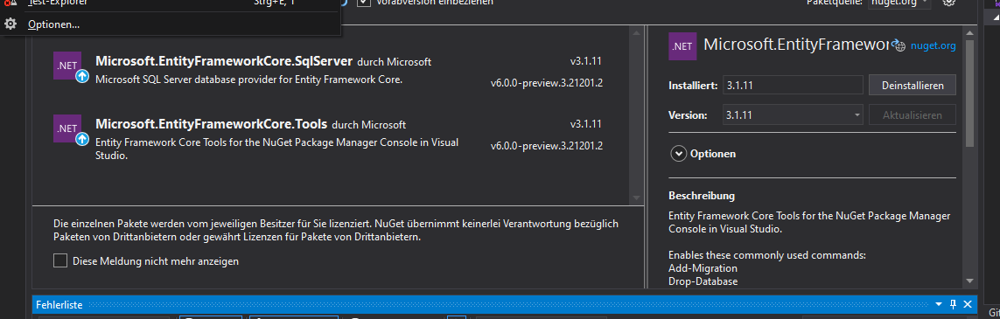 Test-Explorer Strg+E, T
Vorabversion einbeziehen
Paketquelle: nuget.org
Optionen...
.NET
Microsoft.EntityFrameworkCore.SqlServer durch Microsoft
v3.1.11
Microsoft SQL Server database provider for Entity Framework Core.
v6.0.0-preview.3.21201.2
.NET
Microsoft.EntityFrameworkCore.Tools durch Microsoft
v3.1.11
Entity Framework Core Tools for the NuGet Package Manager Console in Visual
Studio.
v6.0.0-preview.3.21201.2
Die einzelnen Pakete werden vom jeweiligen Besitzer für Sie lizenziert. NuGet übernimmt keinerlei Verantwortung bezüglich
Paketen von Drittanbietern oder gewährt Lizenzen für Pakete von Drittanbietern.
Diese Meldung nicht mehr anzeigen
.NET
Microsoft.EntityFramewor
nuget.org
Installiert: 3.1.11 Deinstallieren
Version: 3.1.11 Aktualisieren
Optionen
Beschreibung
Entity Framework Core Tools for the NuGet Package Manager
Console in Visual Studio.
Enables these commonly used commands:
Add-Migration
Drop-Database
Fehlerliste
Git